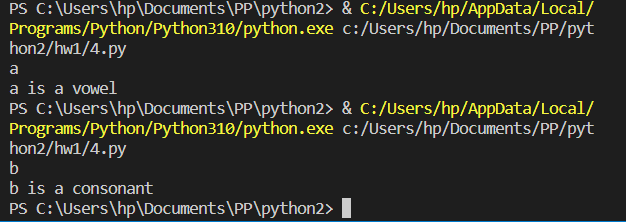 PS C:\Users\hp\Documents\PP\python2> & C:/Users/hp/AppData/Local/
Programs/Python/Python310/python.exe c:/Users/hp/Documents/PP/pyt
hon2/hw1/4.py
a
a is a vowel
PS C:\Users\hp\Documents\PP\python2> & C:/Users/hp/AppData/Local/
Programs/Python/Python310/python.exe c:/Users/hp/Documents/PP/pyt
hon2/hw1/4.py
b
b is a consonant
PS C:\Users\hp\Documents\PP\python2>